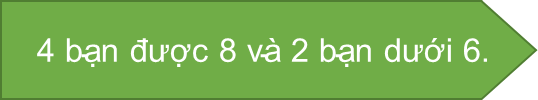 4 bạn được 8 và 2 bạn dưới 6.